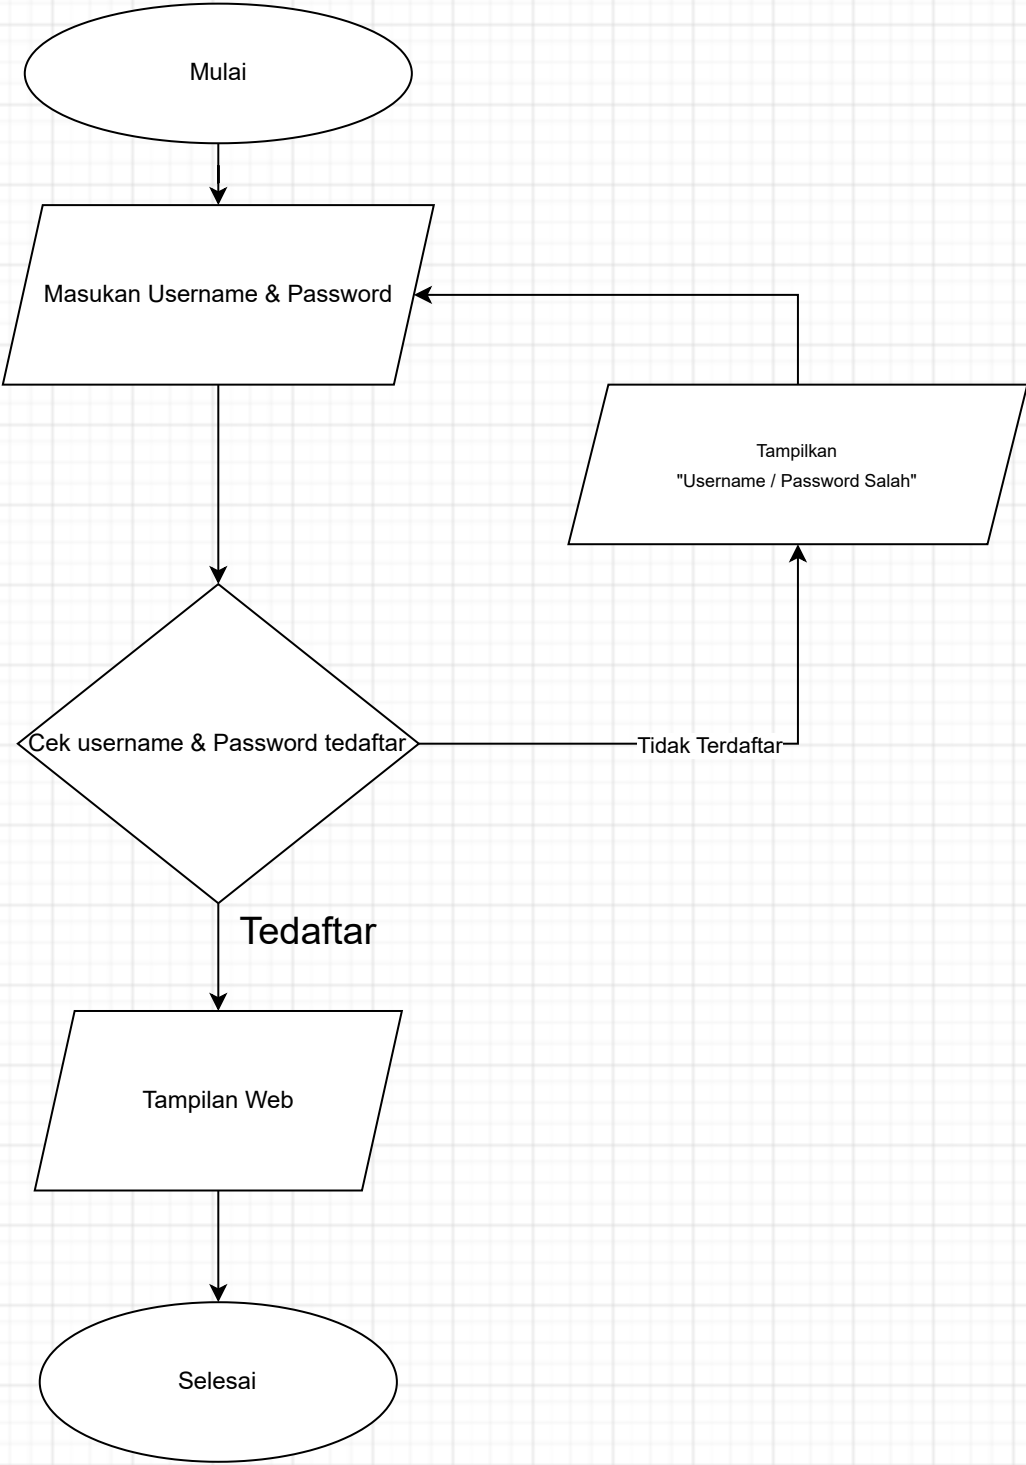 Mulai
Masukan Username & Password
Tampilkan
"Username / Password Salah"
Cek username & Password tedaftar
Tidak Terdaftar
Tedaftar
Tampilan Web
Selesai